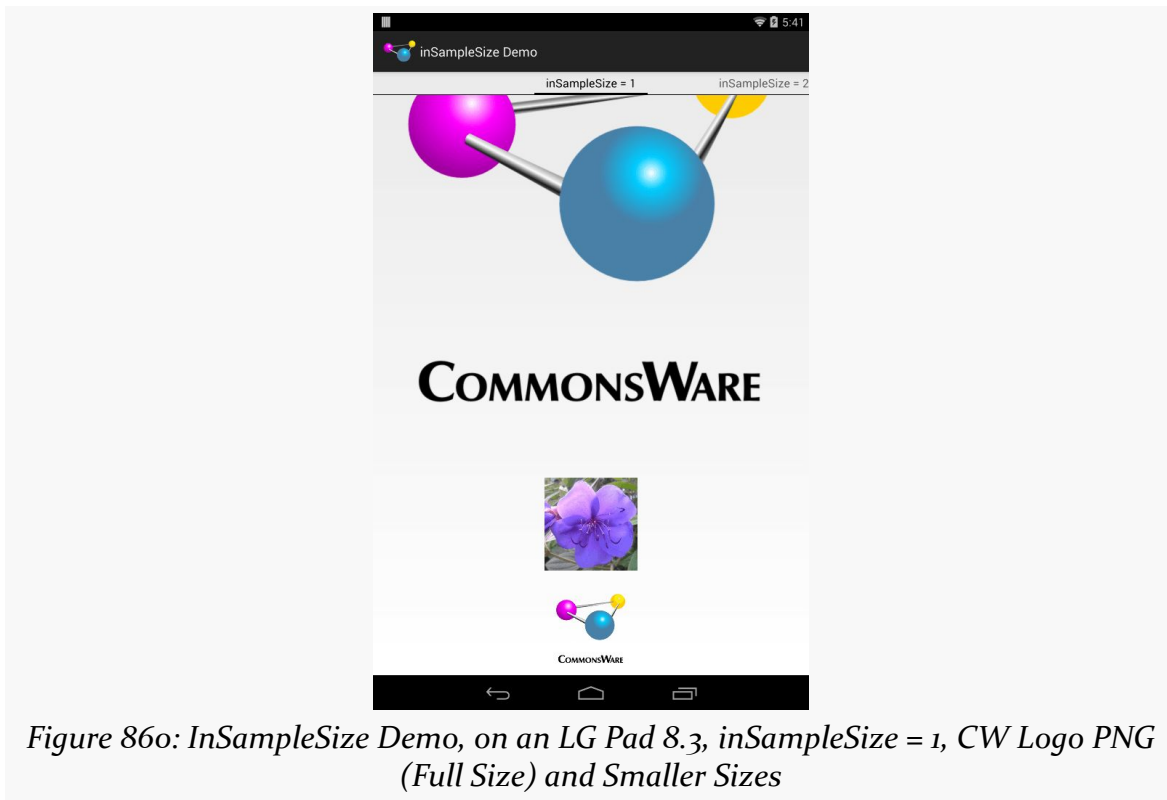 5:41
inSampleSize Demo
inSampleSize = 1
inSampleSize = 2
COMMONSWARE
COMMONSWARE
Figure 860: InSampleSize Demo, on an LG Pad 8.3, inSampleSize = 1, CW Logo PNG
(Full Size) and Smaller Sizes